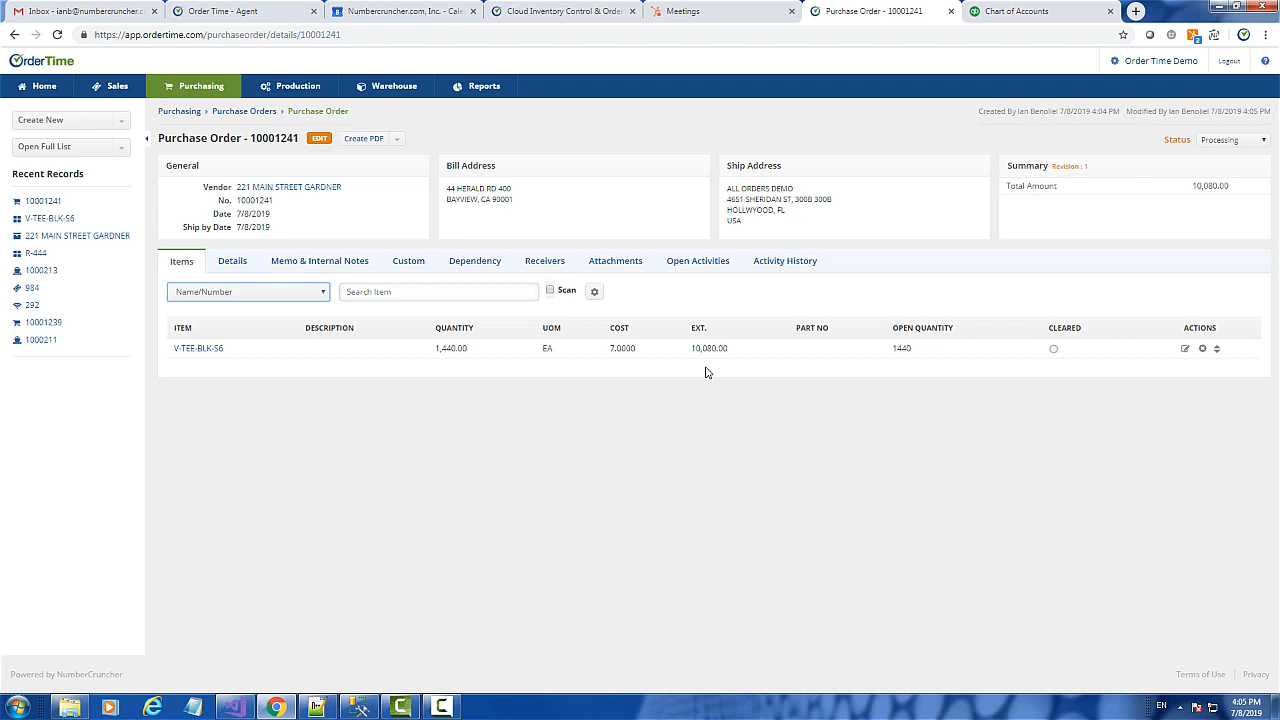 Inbox - ianb@numbercruncher.c
Order Time - Agent
Numbercruncher.com, Inc. - Cale
Cloud Inventory Control & Orde
Meetings
Purchase Order - 10001241
Chart of Accounts
https://app.ordertime.com/purchaseorder/details/10001241
OrderTime
Order Time Demo
Logout
Home
Sales
Purchasing
Production
Warehouse
Reports
Create New
Open Full List
Recent Records
10001241
V-TEE-BLK-S6
221 MAIN STREET GARDNER
R-444
1000213
984
292
10001239
1000211
Purchasing › Purchase Orders › Purchase Order
Created By Ian Benoliel 7/8/2019 4:04 PM Modified By Ian Benoliel 7/8/2019 4:05 PM
Purchase Order - 10001241 EDIT Create PDF
Status Processing
General
Vendor 221 MAIN STREET GARDNER
No. 10001241
Date 7/8/2019
Ship by Date 7/8/2019
Bill Address
44 HERALD RD 400
BAYVIEW, CA 90001
Ship Address
ALL ORDERS DEMO
4651 SHERIDAN ST, 300B 300B
HOLLWYOOD, FL
USA
Summary Revision : 1
Total Amount 10,080.00
Items Details Memo & Internal Notes Custom Dependency Receivers Attachments Open Activities Activity History
Name/Number Search Item Scan
ITEM DESCRIPTION QUANTITY UOM COST EXT. PART NO OPEN QUANTITY CLEARED ACTIONS
V-TEE-BLK-S6 1,440.00 EA 7.0000 10,080.00 1440
Powered by NumberCruncher
Terms of Use | Privacy
EN
4:05 PM
7/8/2019